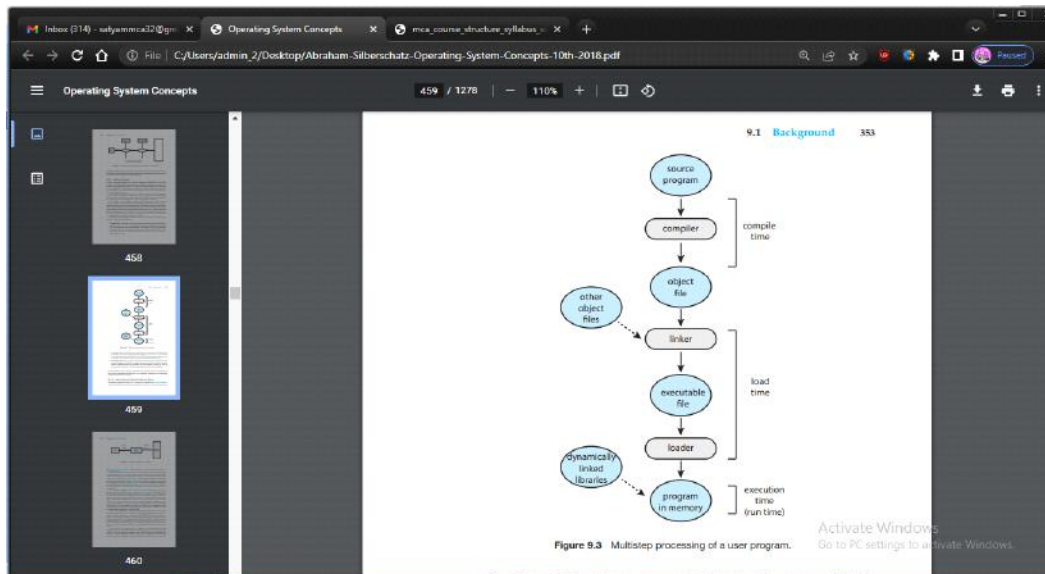 Inbox (314) - satyammca32@gm
Operating System Concepts
mca_course_structure_syllabus_
File
C:/Users/admin_2/Desktop/Abraham-Silberschatz-Operating-System-Concepts-10th-2018.pdf
Paused
Operating System Concepts
459 / 1278
110%
458
459
460
9.1 Background 353
source
program
compiler
compile
time
object
file
other
object
files
linker
load
time
executable
file
loader
dynamically
linked
libraries
program
in memory
execution
time
(run time)
Figure 9.3 Multistep processing of a user program.
Activate Windows
Go to PC settings to activate Windows.